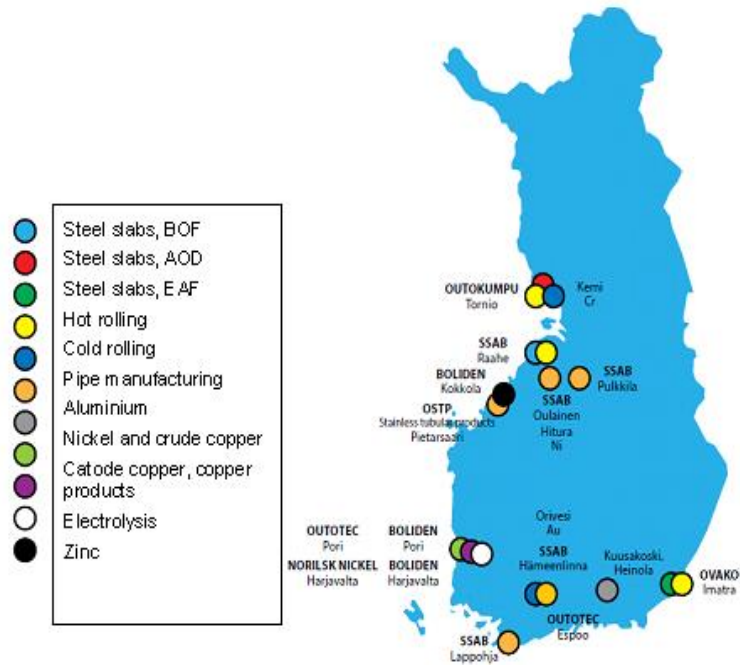 Steel slabs, BOF
Steel slabs, AOD
Steel slabs, EAF
Hot rolling
Cold rolling
Pipe manufacturing
Aluminium
Nickel and crude copper
Catode copper, copper
products
Electrolysis
Zinc
OUTOKUMPU
Tornio
Kemi
Cr
SSAB
Raahe
BOLIDEN
Kokkola
OSTP
Stainless tubular products
Pietarsaari
SSAB
Pulkkila
SSAB
Oulainen
Hitura
Ni
OUTOTEC
Pori
NORILSK NICKEL
Harjavalta
BOLIDEN
Pori
BOLIDEN
Harjavalta
Orivesi
Au
SSAB
Hämeenlinna
Kuusakoski,
Heinola
OVAKO
Imatra
OUTOTEC
Espoo
SSAB
Lappohja